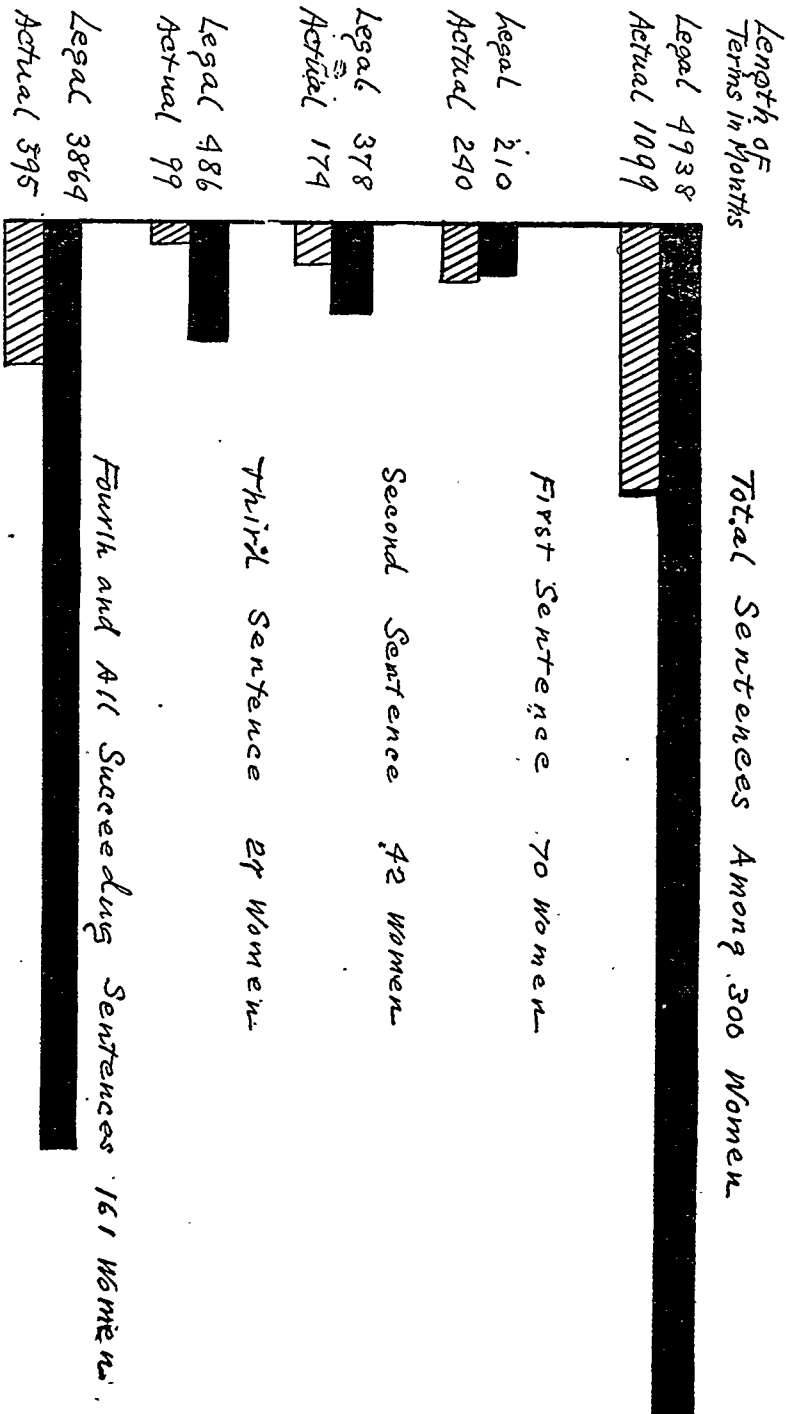 Length of
Terms in Months
Total Sentences Among 300 Women
Legal 4938
Actual 1099
Legal 210
Actual 240
First Sentence 70 Women
Legal 378
Actual 174
Second Sentence 42 Women
Legal 486
Actual 99
Third Sentence 27 Women
Fourth and All Succeeding Sentences 161 Women.
Legal 3864
Actual 595